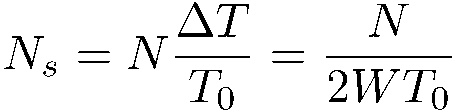 N_s = N \frac{\Delta T}{T_0} = \frac{N}{2WT_0}